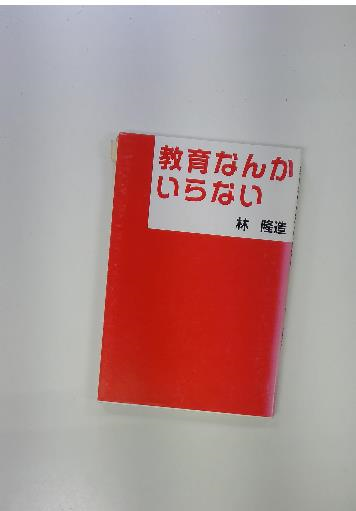 教育なんか
いらない
林 隆造